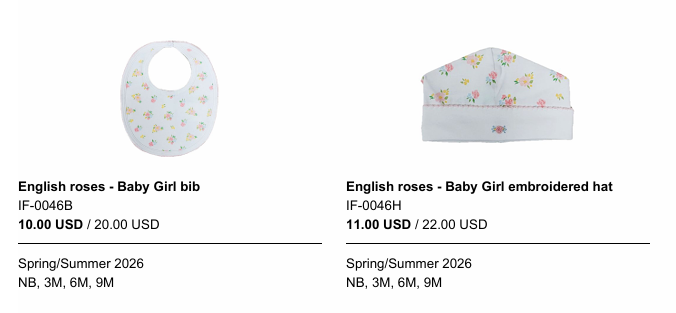 English roses - Baby Girl bib
IF-0046B
10.00 USD / 20.00 USD
Spring/Summer 2026
NB, 3M, 6M, 9M
English roses - Baby Girl embroidered hat
IF-0046H
11.00 USD / 22.00 USD
Spring/Summer 2026
NB, 3M, 6M, 9M